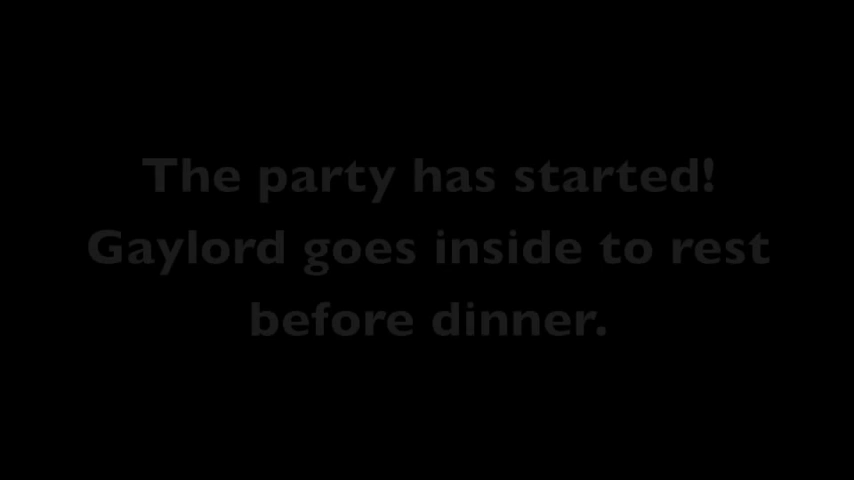 The party has started!
Gaylord goes inside to rest
before dinner.